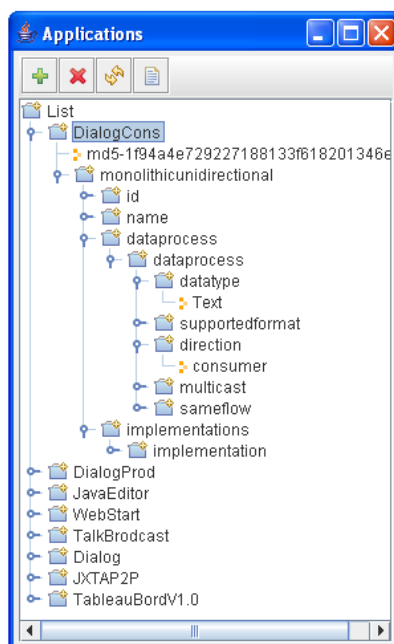 Applications
List
DialogCons
md5-1f94a4e729227188133f618201346e
monolithicunidirectional
id
name
dataprocess
dataprocess
datatype
Text
supportedformat
direction
consumer
multicast
sameflow
implementations
implementation
DialogProd
JavaEditor
WebStart
TalkBrodcast
Dialog
JXTAP2P
TableauBordV1.0